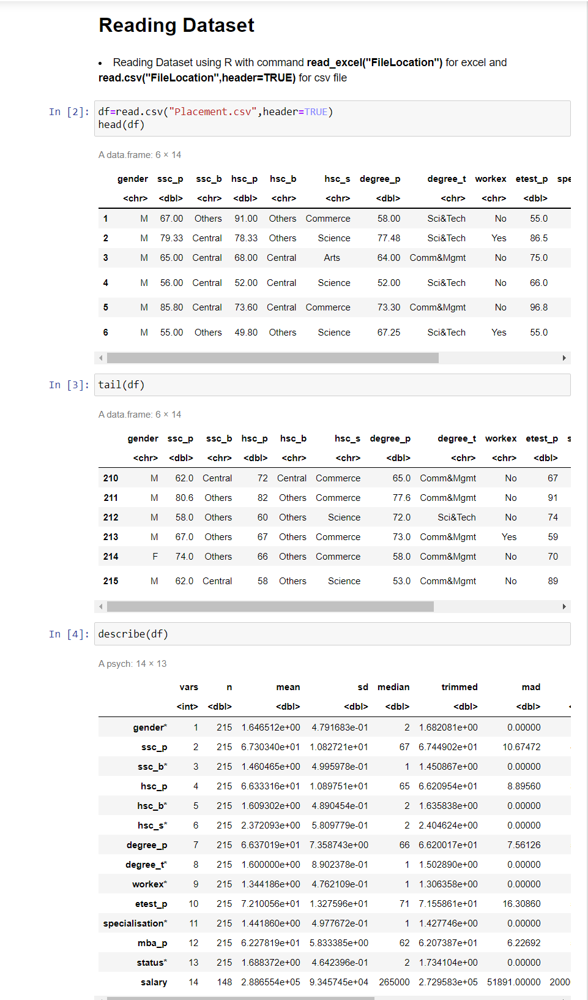 Reading Dataset
• Reading Dataset using R with command read_excel("FileLocation") for excel and
read.csv("FileLocation",header=TRUE) for csv file
In [2]: df=read.csv("Placement.csv",header=TRUE)
head(df)
A data.frame: 6 × 14
gender ssc_p ssc_b hsc_p hsc_b hsc_s degree_p degree_t workex etest_p spe
<chr> <dbl> <chr> <dbl> <chr> <chr> <dbl> <chr> <chr> <dbl>
1 M 67.00 Others 91.00 Others Commerce 58.00 Sci&Tech No 55.0
2 M 79.33 Central 78.33 Others Science 77.48 Sci&Tech Yes 86.5
3 M 65.00 Central 68.00 Central Arts 64.00 Comm&Mgmt No 75.0
4 M 56.00 Central 52.00 Central Science 52.00 Sci&Tech No 66.0
5 M 85.80 Central 73.60 Central Commerce 73.30 Comm&Mgmt No 96.8
6 M 55.00 Others 49.80 Others Science 67.25 Sci&Tech Yes 55.0
In [3]: tail(df)
A data.frame: 6 × 14
gender ssc_p ssc_b hsc_p hsc_b hsc_s degree_p degree_t workex etest_p s
<chr> <dbl> <chr> <dbl> <chr> <chr> <dbl> <chr> <chr> <dbl>
210 M 62.0 Central 72 Central Commerce 65.0 Comm&Mgmt No 67
211 M 80.6 Others 82 Others Commerce 77.6 Comm&Mgmt No 91
212 M 58.0 Others 60 Others Science 72.0 Sci&Tech No 74
213 M 67.0 Others 67 Others Commerce 73.0 Comm&Mgmt Yes 59
214 F 74.0 Others 66 Others Commerce 58.0 Comm&Mgmt No 70
215 M 62.0 Central 58 Others Science 53.0 Comm&Mgmt No 89
In [4]: describe(df)
A psych: 14 × 13
vars n mean sd median trimmed mad
<int> <dbl> <dbl> <dbl> <dbl> <dbl> <dbl> <
gender* 1 215 1.646512e+00 4.791683e-01 2 1.682081e+00 0.00000
ssc_p 2 215 6.730340e+01 1.082721e+01 67 6.744902e+01 10.67472
ssc_b* 3 215 1.460465e+00 4.995978e-01 1 1.450867e+00 0.00000
hsc_p 4 215 6.633316e+01 1.089751e+01 65 6.620954e+01 8.89560
hsc_b* 5 215 1.609302e+00 4.890454e-01 2 1.635838e+00 0.00000
hsc_s* 6 215 2.372093e+00 5.809779e-01 2 2.404624e+00 0.00000
degree_p 7 215 6.637019e+01 7.358743e+00 66 6.620017e+01 7.56126
degree_t* 8 215 1.600000e+00 8.902378e-01 1 1.502890e+00 0.00000
workex* 9 215 1.344186e+00 4.762109e-01 1 1.306358e+00 0.00000
etest_p 10 215 7.210056e+01 1.327596e+01 71 7.155861e+01 16.30860
specialisation* 11 215 1.441860e+00 4.977672e-01 1 1.427746e+00 0.00000
mba_p 12 215 6.227819e+01 5.833385e+00 62 6.207387e+01 6.22692
status* 13 215 1.688372e+00 4.642396e-01 2 1.734104e+00 0.00000
salary 14 148 2.886554e+05 9.345745e+04 265000 2.729583e+05 51891.00000 2000